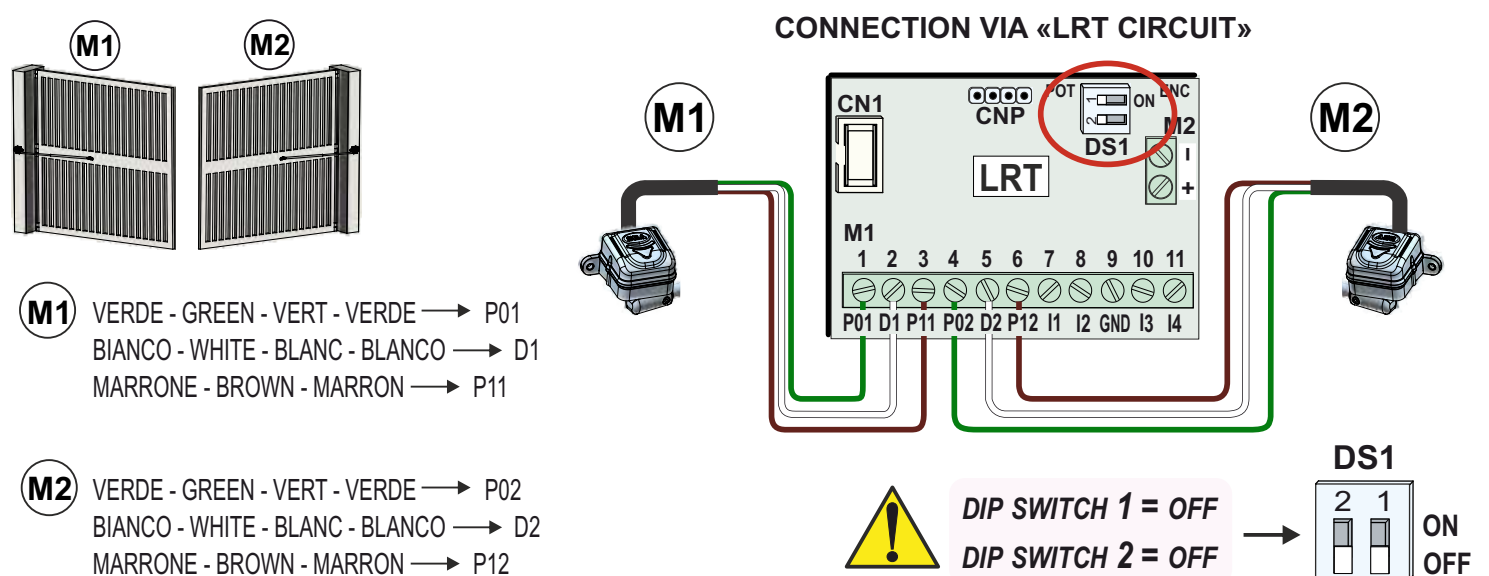 CONNECTION VIA «LRT CIRCUIT»
M1
M2
M1
M2
CN1
CNP
POT
1
2
ON
ENC
DS1
M2
-
+
LRT
M1
1 2 3 4 5 6 7 8 9 10 11
P01 D1 P11 P02 D2 P12 I1 I2 GND I3 I4
M1
VERDE - GREEN - VERT - VERDE → P01
BIANCO - WHITE - BLANC - BLANCO → D1
MARRONE - BROWN - MARRON → P11
M2
VERDE - GREEN - VERT - VERDE → P02
BIANCO - WHITE - BLANC - BLANCO → D2
MARRONE - BROWN - MARRON → P12
DIP SWITCH 1 = OFF
DIP SWITCH 2 = OFF
DS1
2 1
ON
OFF